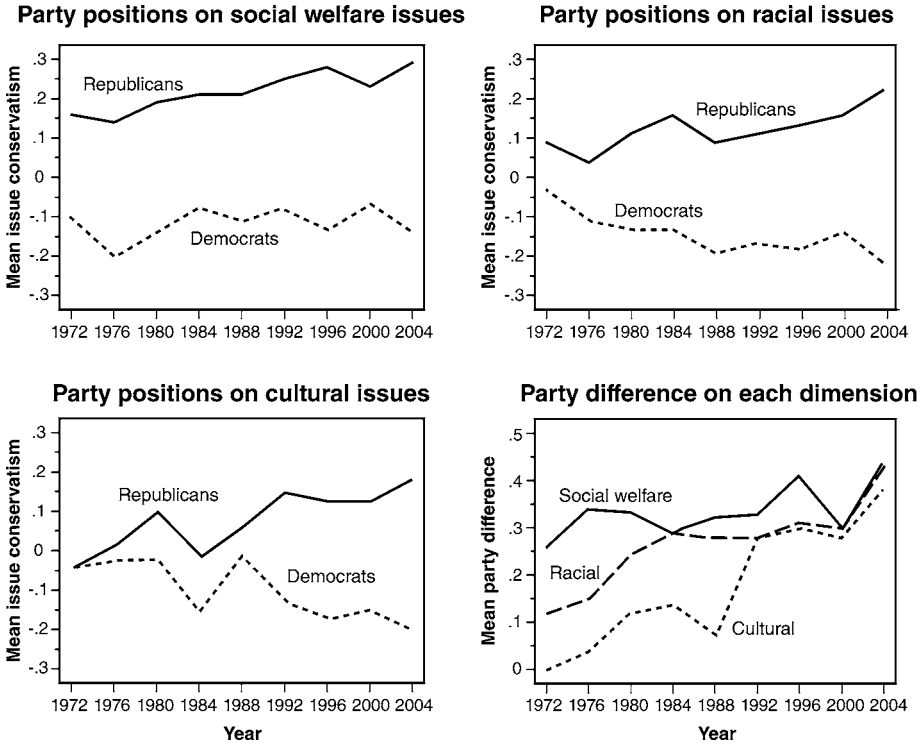 Party positions on social welfare issues
Mean issue conservatism
.3
.2
.1
0
-.1
-.2
-.3
Republicans
Democrats
1972 1976 1980 1984 1988 1992 1996 2000 2004
Party positions on racial issues
Mean issue conservatism
.3
.2
.1
0
-.1
-.2
-.3
Republicans
Democrats
1972 1976 1980 1984 1988 1992 1996 2000 2004
Party positions on cultural issues
Mean issue conservatism
.3
.2
.1
0
-.1
-.2
-.3
Republicans
Democrats
1972 1976 1980 1984 1988 1992 1996 2000 2004
Year
Party difference on each dimension
Mean party difference
.5
.4
.3
.2
.1
0
Social welfare
Racial
Cultural
1972 1976 1980 1984 1988 1992 1996 2000 2004
Year